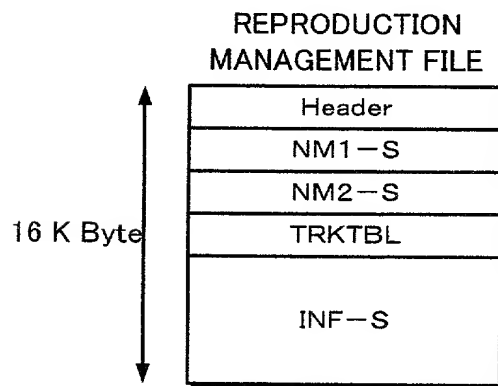 REPRODUCTION
MANAGEMENT FILE
Header
NM1-S
NM2-S
16 K Byte
TRKTBL
INF-S